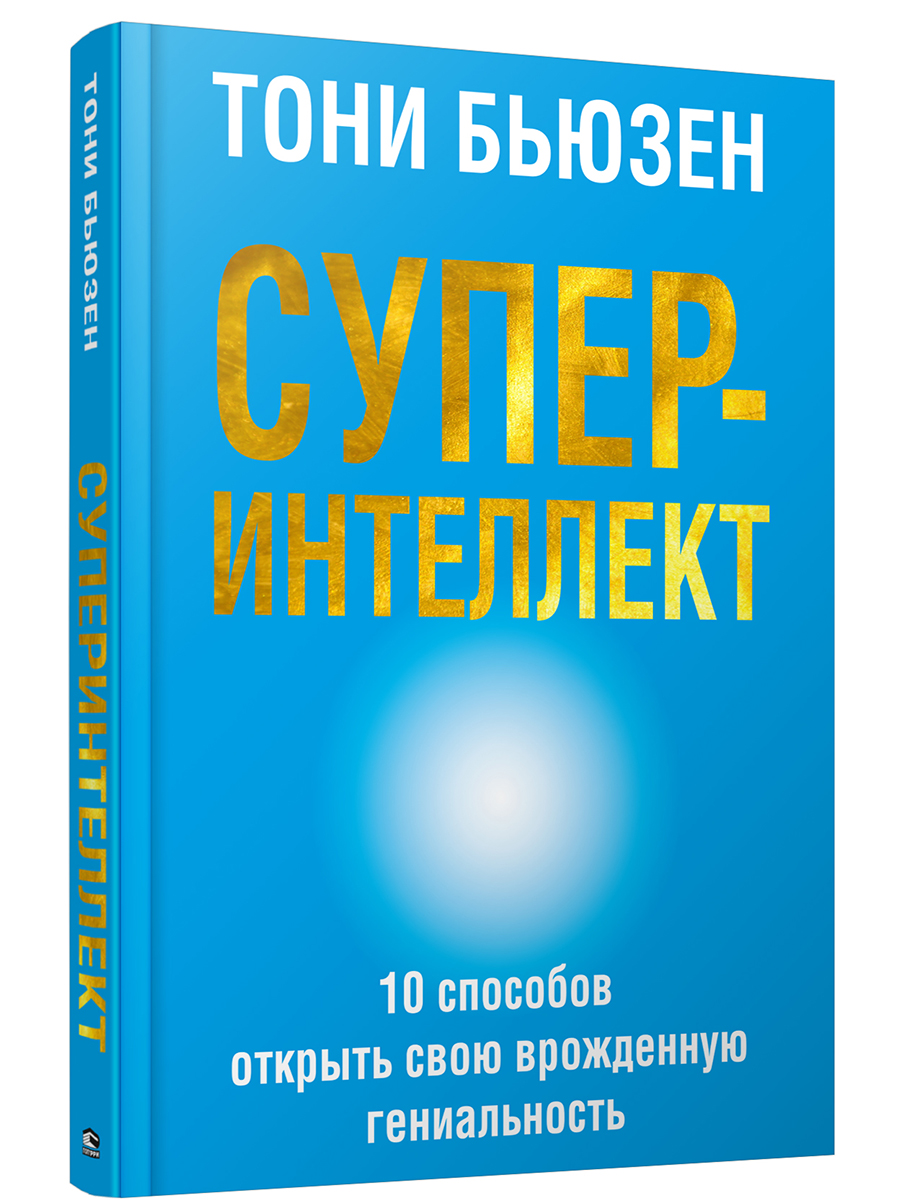 ТОНИ БЬЮЗЕН
СУПЕР-
ИНТЕЛЛЕКТ
10 способов
открыть свою врожденную
гениальность
ТОНИ БЬЮЗЕН
СУПЕРИНТЕЛЛЕКТ